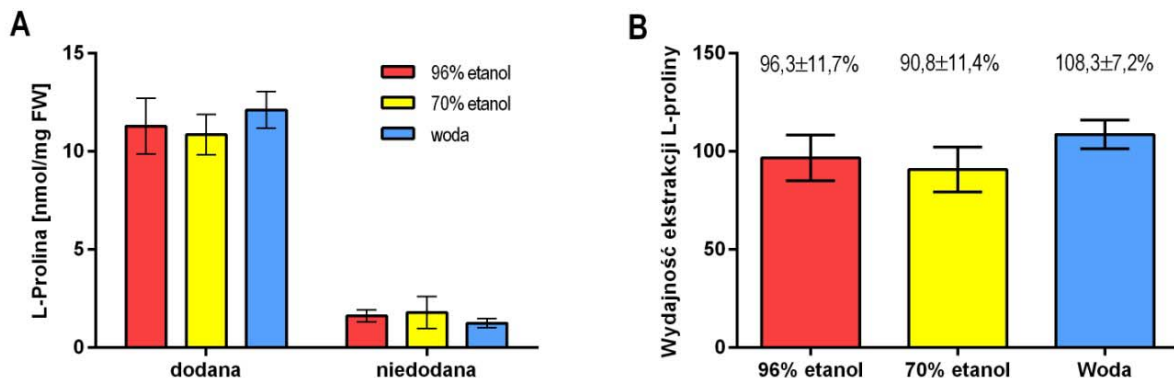 A
L-Prolina [nmol/mg FW]
15
10
5
0
96% etanol
70% etanol
woda
dodana
niedodana
B
Wydajność ekstrakcji L-proliny
150
100
50
0
96,3±11,7%
90,8±11,4%
108,3±7,2%
96% etanol
70% etanol
Woda